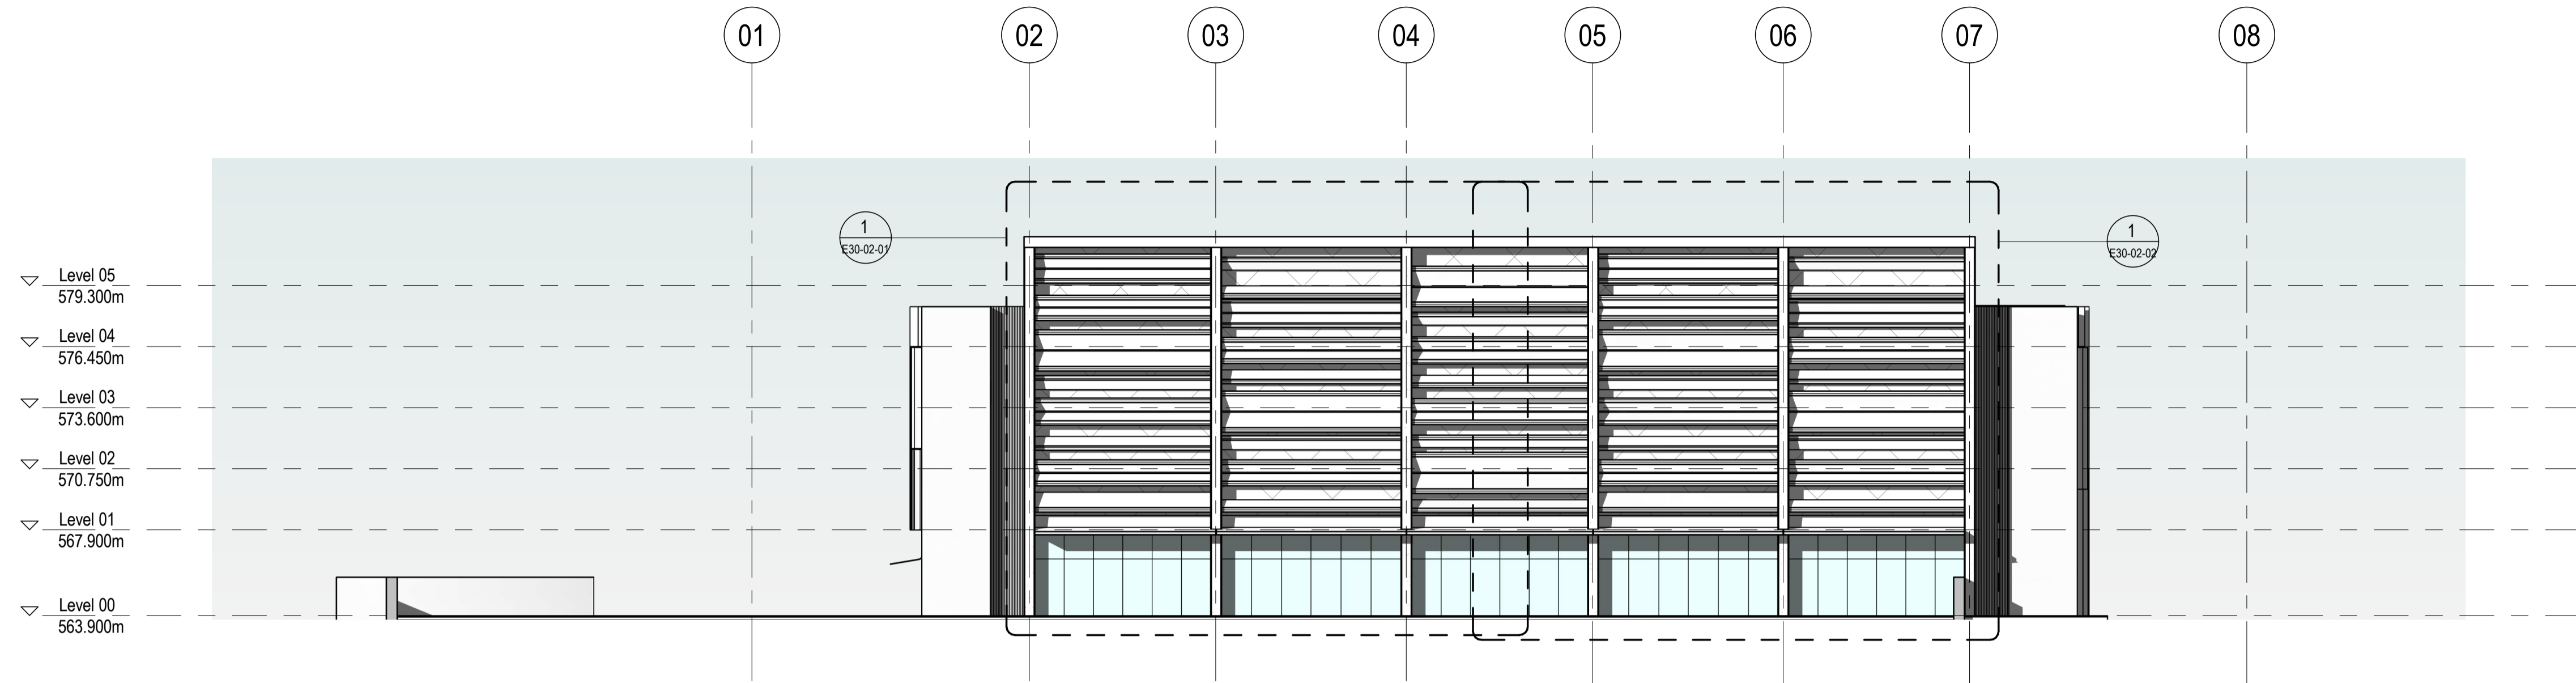 01
02
03
04
05
06
07
08
1
E30-02-01
1
E30-02-02
Level 05
579.300m
Level 04
576.450m
Level 03
573.600m
Level 02
570.750m
Level 01
567.900m
Level 00
563.900m